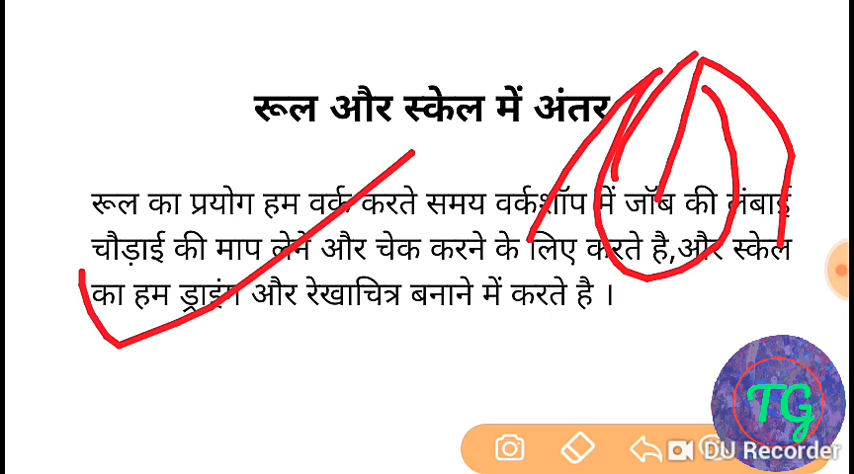 रूल और स्केल में अंतर
रूल का प्रयोग हम वर्क करते समय वर्कशॉप में जॉब की लंबाई
चौड़ाई की माप लेने और चेक करने के लिए करते है,और स्केल
का हम ड्राइंग और रेखाचित्र बनाने में करते है ।
TG
DU Recorder